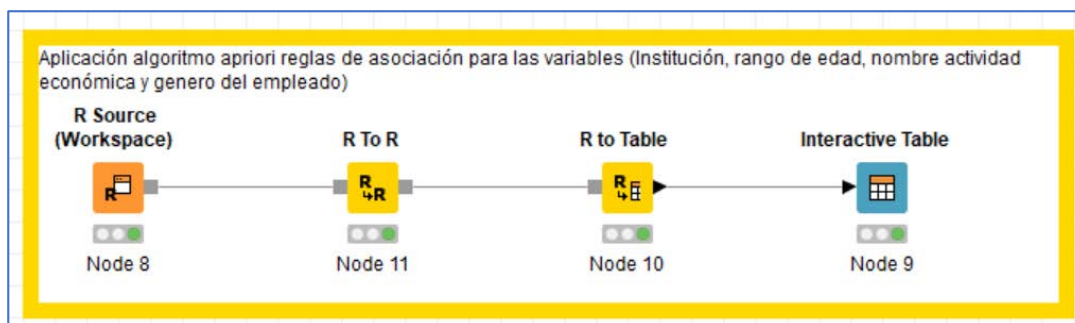 Aplicación algoritmo apriori reglas de asociación para las variables (Institución, rango de edad, nombre actividad
económica y genero del empleado)
R Source
(Workspace)
R To R
R to Table
Interactive Table
R
R
R
R
Node 8
Node 11
Node 10
Node 9